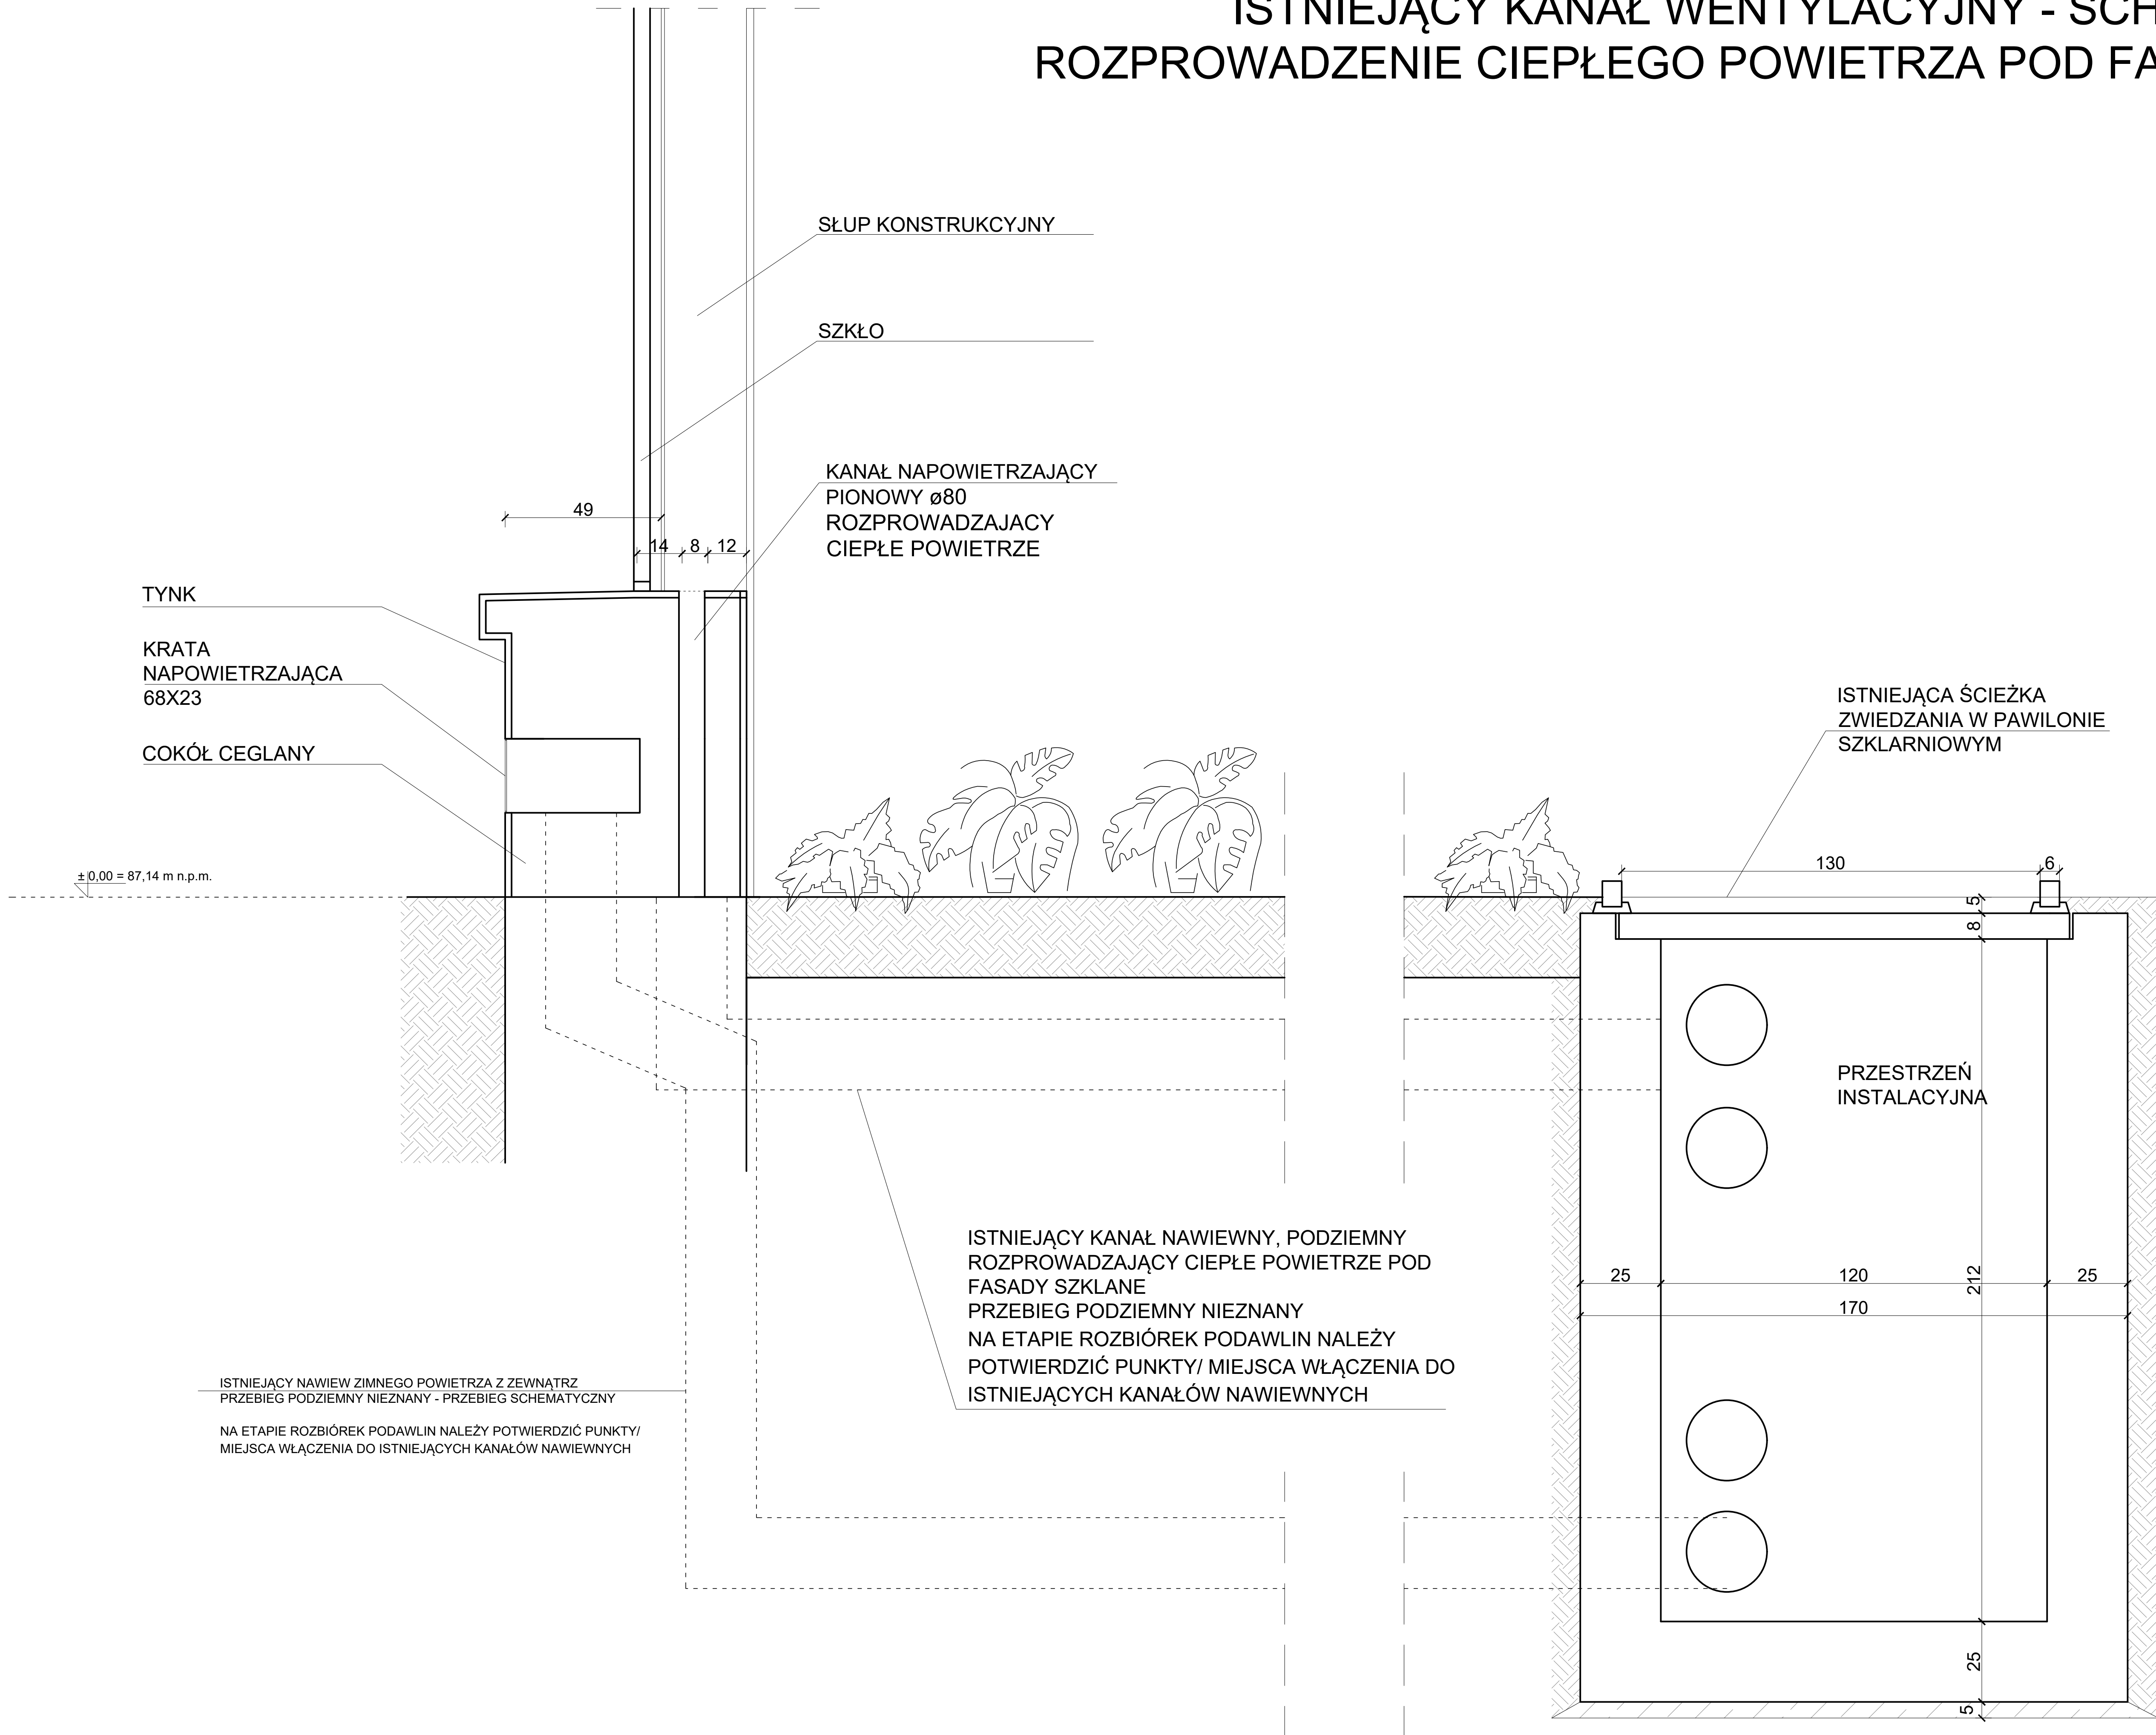 ISTNIEJĄCY KANAŁ WENTYLACYJNY -
ROZPROWADZENIE CIEPŁEGO POWIETRZA POD
SŁUP KONSTRUKCYJNY
SZKŁO
KANAŁ NAPOWIETRZAJĄCY
PIONOWY ø80
ROZPROWADZAJACY
CIEPŁE POWIETRZE
49
14 8 12
TYNK
KRATA
NAPOWIETRZAJĄCA
68X23
COKÓŁ CEGLANY
± 0,00 = 87,14 m n.p.m.
ISTNIEJĄCA ŚCIEŻKA
ZWIEDZANIA W PAWILONIE
SZKLARNIOWYM
130 6
5
8
PRZESTRZEŃ
INSTALACYJNA
25 120 25
212
170
25
5
ISTNIEJĄCY KANAŁ NAWIEWNY, PODZIEMNY
ROZPROWADZAJĄCY CIEPŁE POWIETRZE POD
FASADY SZKLANE
PRZEBIEG PODZIEMNY NIEZNANY
NA ETAPIE ROZBIÓREK PODAWLIN NALEŻY
POTWIERDZIĆ PUNKTY/ MIEJSCA WŁĄCZENIA DO
ISTNIEJĄCYCH KANAŁÓW NAWIEWNYCH
ISTNIEJĄCY NAWIEW ZIMNEGO POWIETRZA Z ZEWNĄTRZ
PRZEBIEG PODZIEMNY NIEZNANY - PRZEBIEG SCHEMATYCZNY
NA ETAPIE ROZBIÓREK PODAWLIN NALEŻY POTWIERDZIĆ PUNKTY/
MIEJSCA WŁĄCZENIA DO ISTNIEJĄCYCH KANAŁÓW NAWIEWNYCH